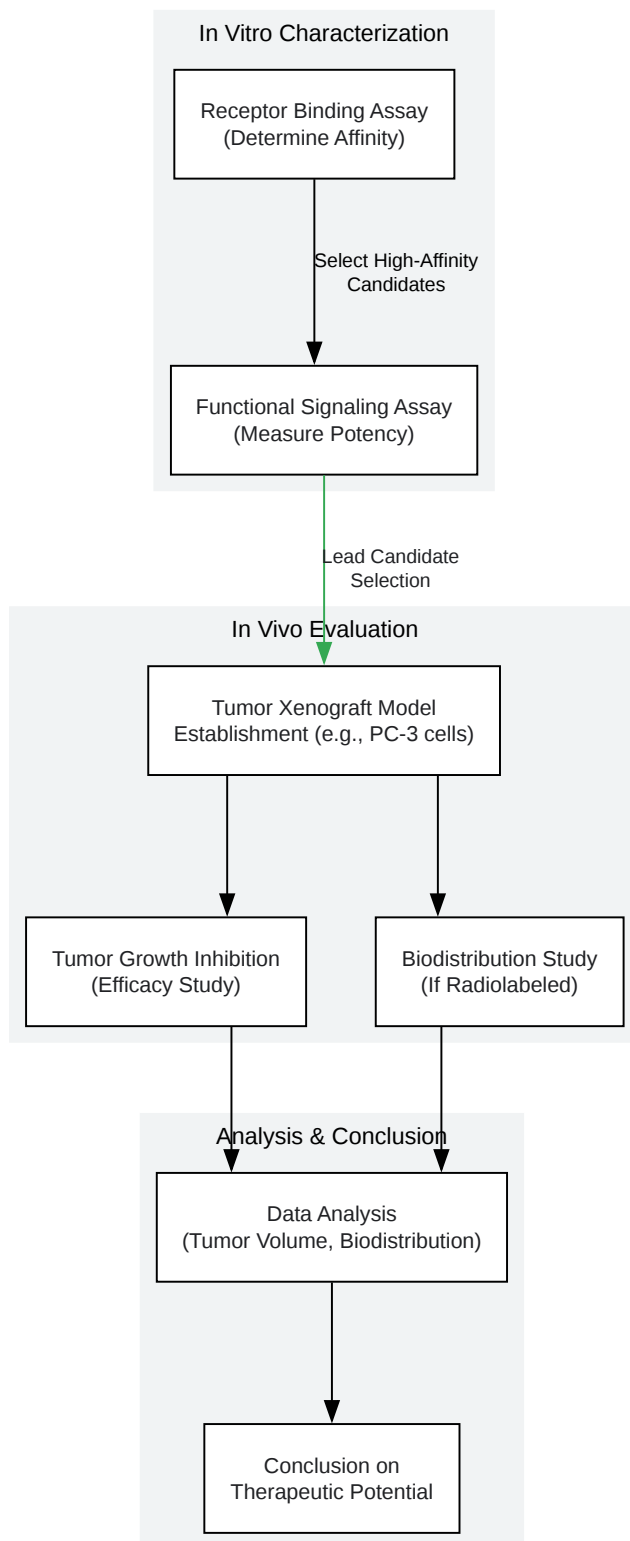 In Vitro Characterization
Receptor Binding Assay
(Determine Affinity)
Select High-Affinity
Candidates
Functional Signaling Assay
(Measure Potency)
Lead Candidate
Selection
In Vivo Evaluation
Tumor Xenograft Model
Establishment (e.g., PC-3 cells)
Tumor Growth Inhibition
(Efficacy Study)
Biodistribution Study
(If Radiolabeled)
Analysis & Conclusion
Data Analysis
(Tumor Volume, Biodistribution)
Conclusion on
Therapeutic Potential